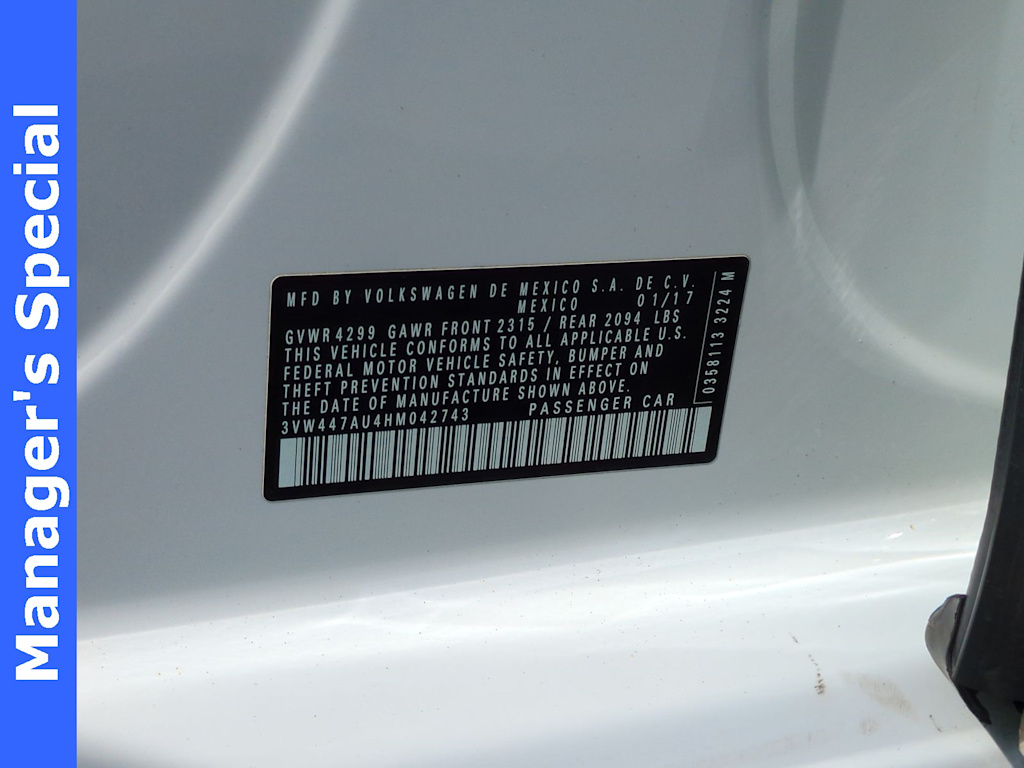 Manager's Special
MFD BY VOLKSWAGEN DE MEXICO S.A. DE C.V.
MEXICO 01/17
GVWR 4299 GAWR FRONT 2315 / REAR 2094 LBS
THIS VEHICLE CONFORMS TO ALL APPLICABLE U.S.
FEDERAL MOTOR VEHICLE SAFETY, BUMPER AND
THEFT PREVENTION STANDARDS IN EFFECT ON
THE DATE OF MANUFACTURE SHOWN ABOVE.
3VW447AU4HM042743 PASSENGER CAR
0358113 3224 M